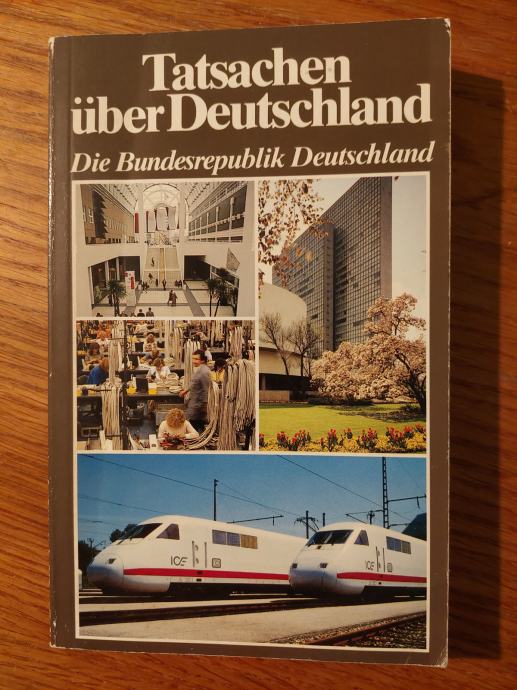 Tatsachen
über Deutschland
Die Bundesrepublik Deutschland
ICE
ICE